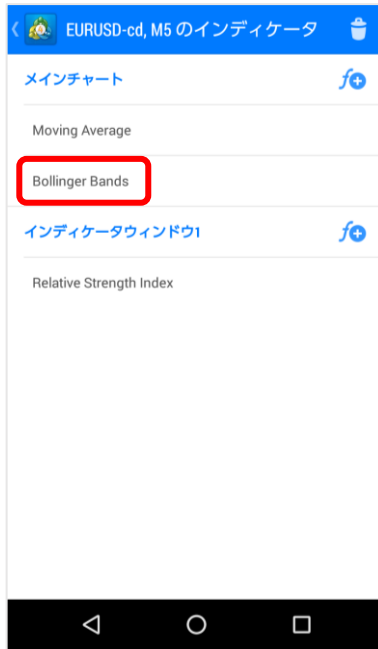 EURUSD-cd, M5 のインディケータ
メインチャート
Moving Average
Bollinger Bands
インディケータウィンドウ1
Relative Strength Index